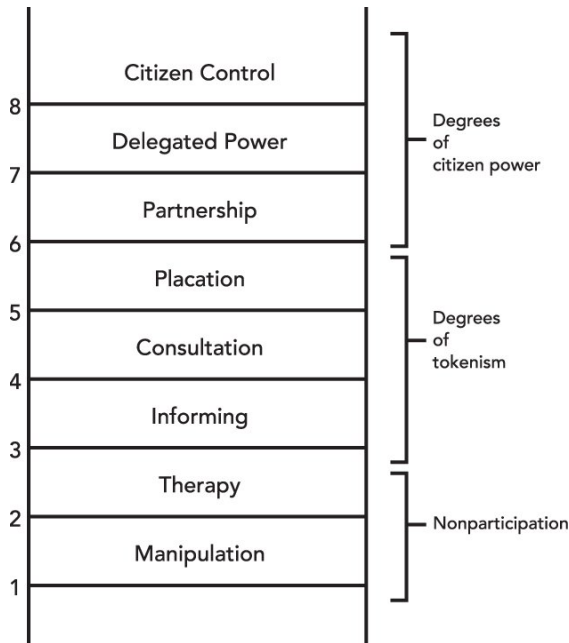 Citizen Control
8
Delegated Power
7
Partnership
6
Placation
5
Consultation
4
Informing
3
Therapy
2
Manipulation
1
Degrees
of
citizen power
Degrees
of
tokenism
Nonparticipation